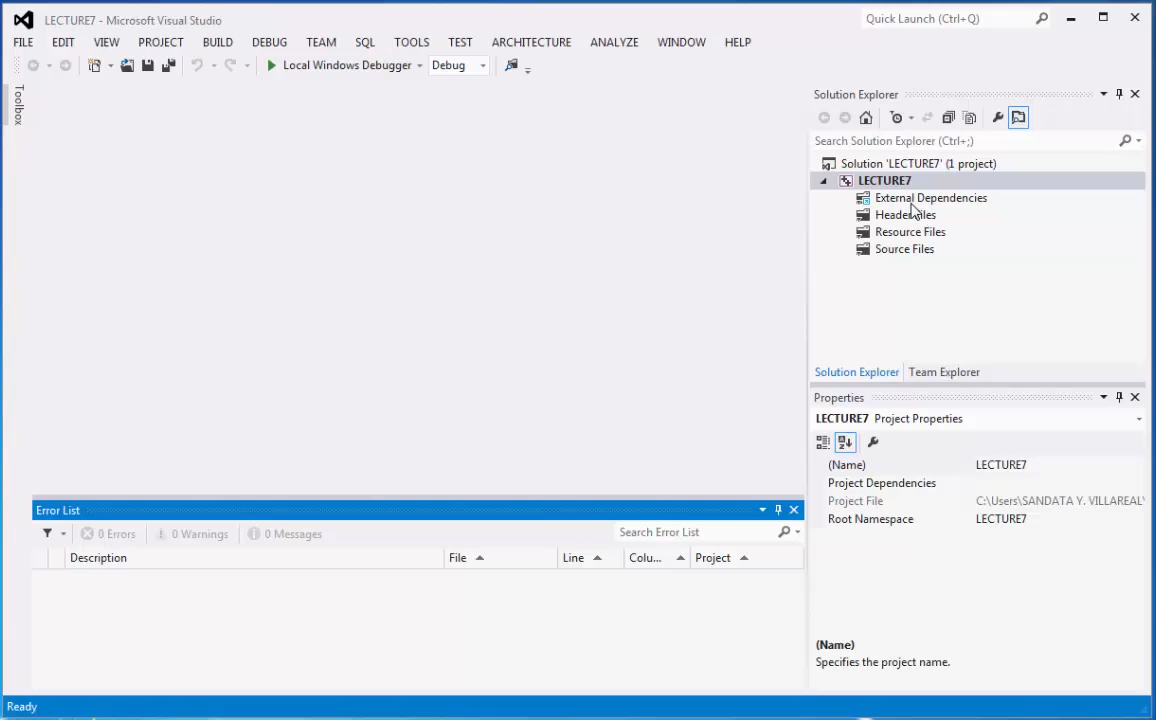 LECTURE7 - Microsoft Visual Studio
Quick Launch (Ctrl+Q)
FILE EDIT VIEW PROJECT BUILD DEBUG TEAM SQL TOOLS TEST ARCHITECTURE ANALYZE WINDOW HELP
Local Windows Debugger Debug
Toolbox
Solution Explorer
Search Solution Explorer (Ctrl+;)
Solution 'LECTURE7' (1 project)
LECTURE7
External Dependencies
Header Files
Resource Files
Source Files
Solution Explorer Team Explorer
Properties
LECTURE7 Project Properties
(Name) LECTURE7
Project Dependencies
Project File C:\Users\SANDATA Y. VILLAREAL\
Root Namespace LECTURE7
(Name)
Specifies the project name.
Error List
0 Errors 0 Warnings 0 Messages Search Error List
Description File Line Colu... Project
Ready